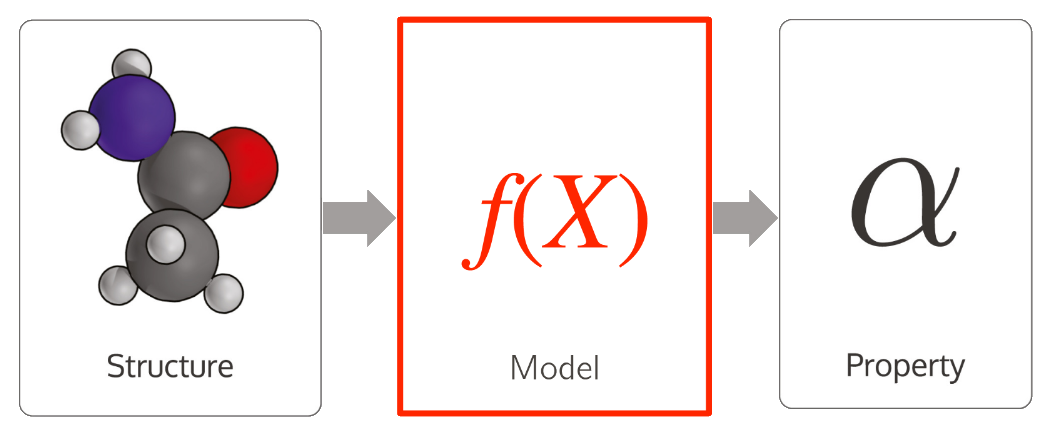 f(X)
α
Structure
Model
Property